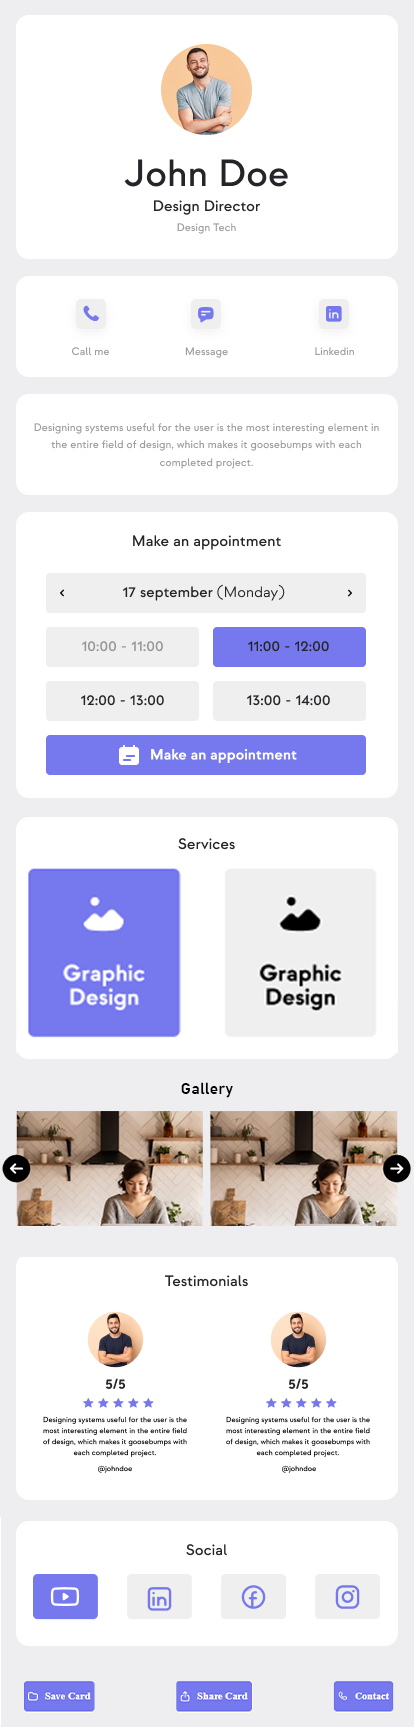 John Doe
Design Director
Design Tech
Call me
Message
Linkedin
Designing systems useful for the user is the most interesting element in
the entire field of design, which makes it goosebumps with each
completed project.
Make an appointment
17 september (Monday)
10:00 - 11:00
11:00 - 12:00
12:00 - 13:00
13:00 - 14:00
Make an appointment
Services
Graphic
Design
Graphic
Design
Gallery
Testimonials
5/5
Designing systems useful for the user is the
most interesting element in the entire field
of design, which makes it goosebumps with
each completed project.
@johndoe
5/5
Designing systems useful for the user is the
most interesting element in the entire field
of design, which makes it goosebumps with
each completed project.
@johndoe
Social
Save Card
Share Card
Contact